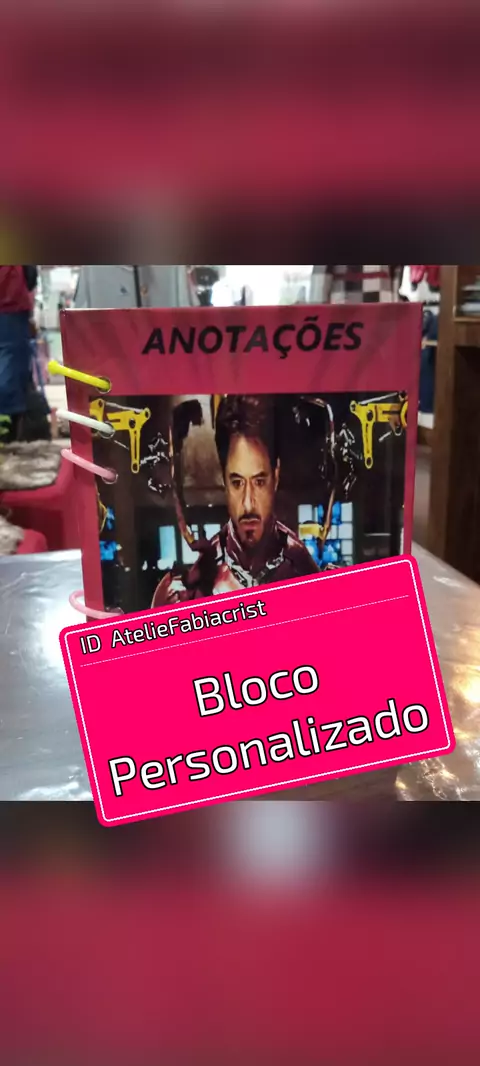 ANOTAÇÕES
ID AtelieFabiacrist
Bloco
Personalizado